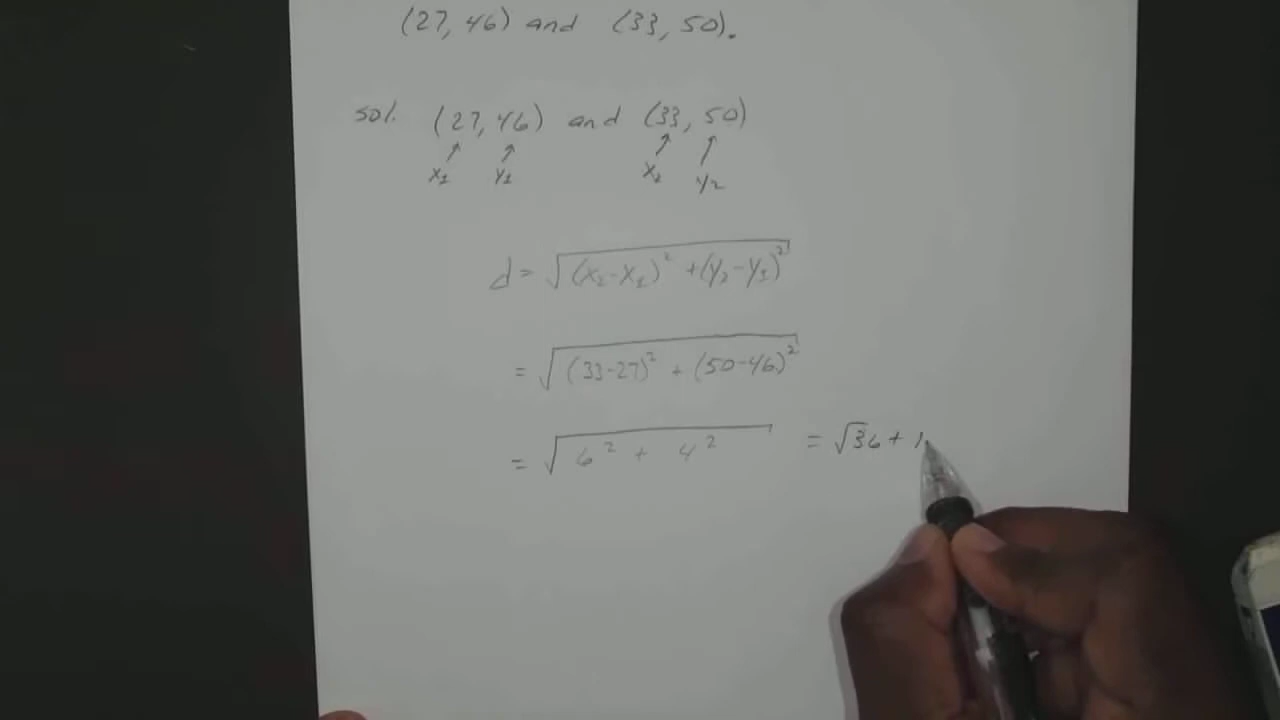 (27, 46) and (33, 50).
sol. (27, 46) and (33, 50)
x₁ y₁ x₂ y₂
d = √((x₂-x₁)² + (y₂-y₁)²)
= √((33-27)² + (50-46)²)
= √(6² + 4²) = √36 + 1